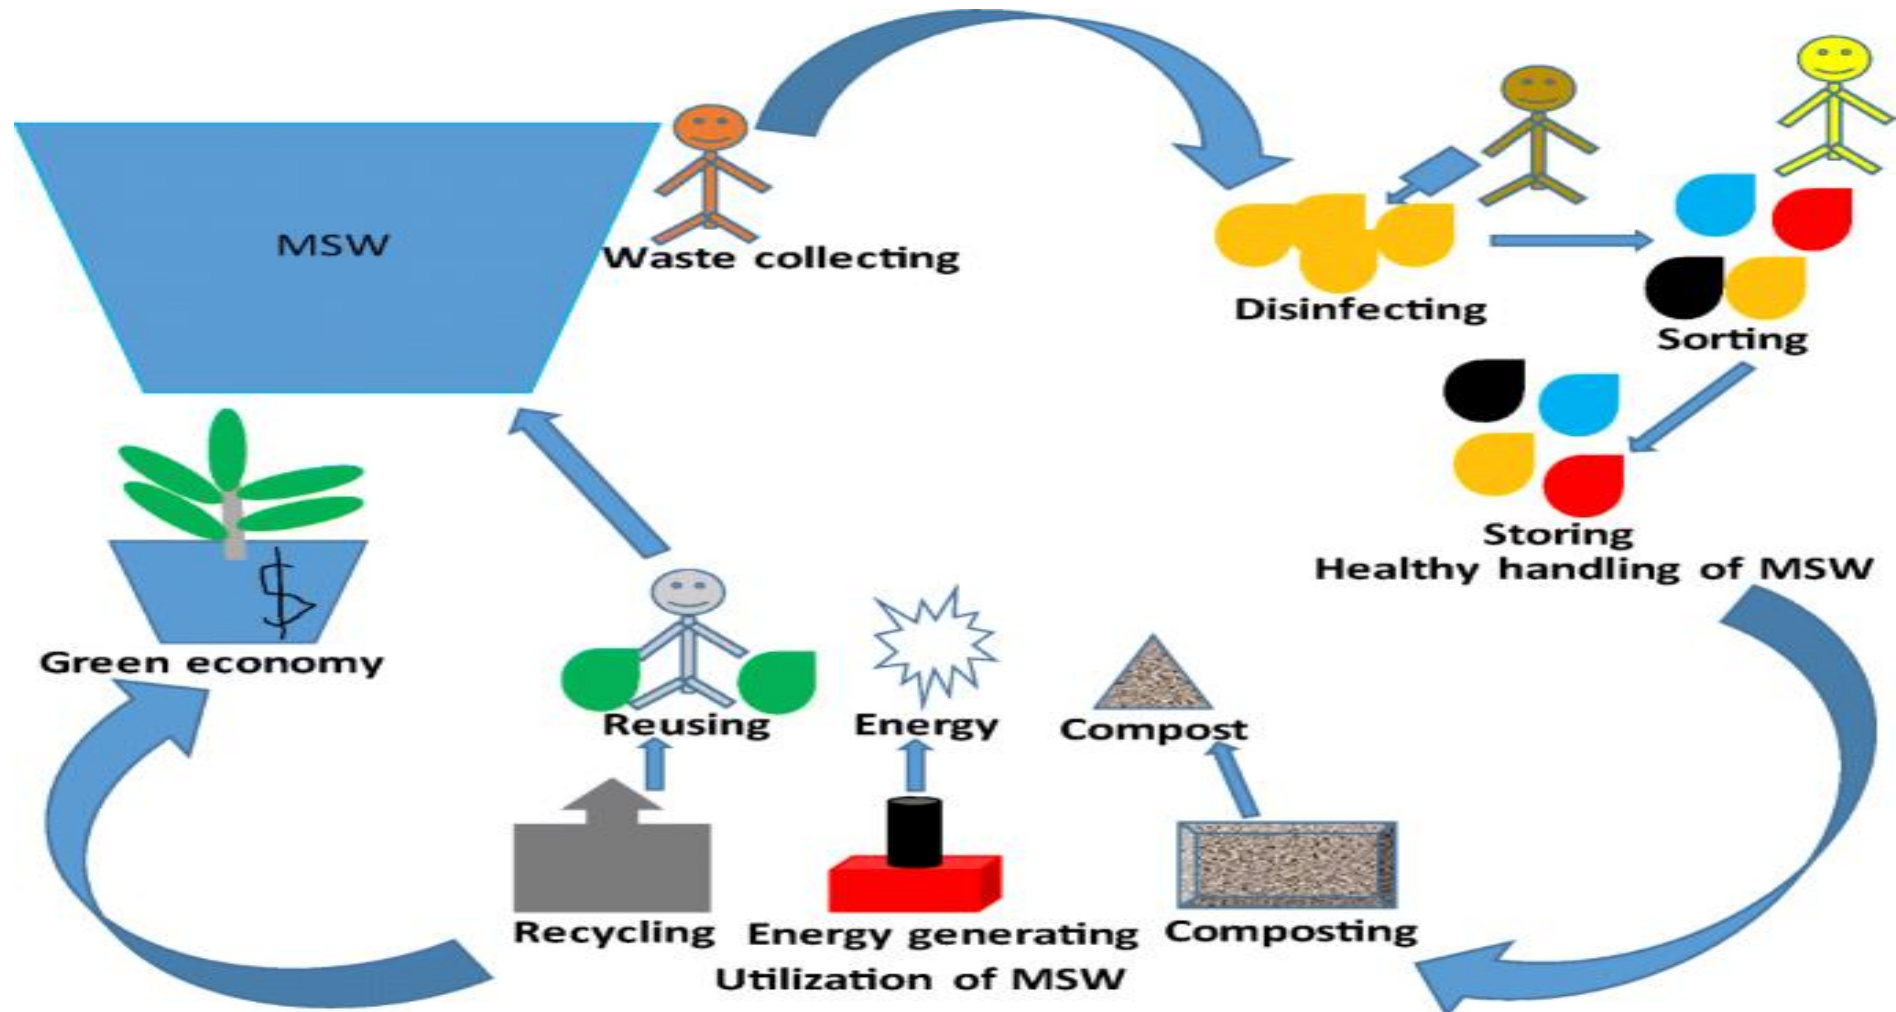 MSW
Waste collecting
Disinfecting
Sorting
Storing
Healthy handling of MSW
$
Green economy
Reusing
Energy
Compost
Recycling
Energy generating
Composting
Utilization of MSW